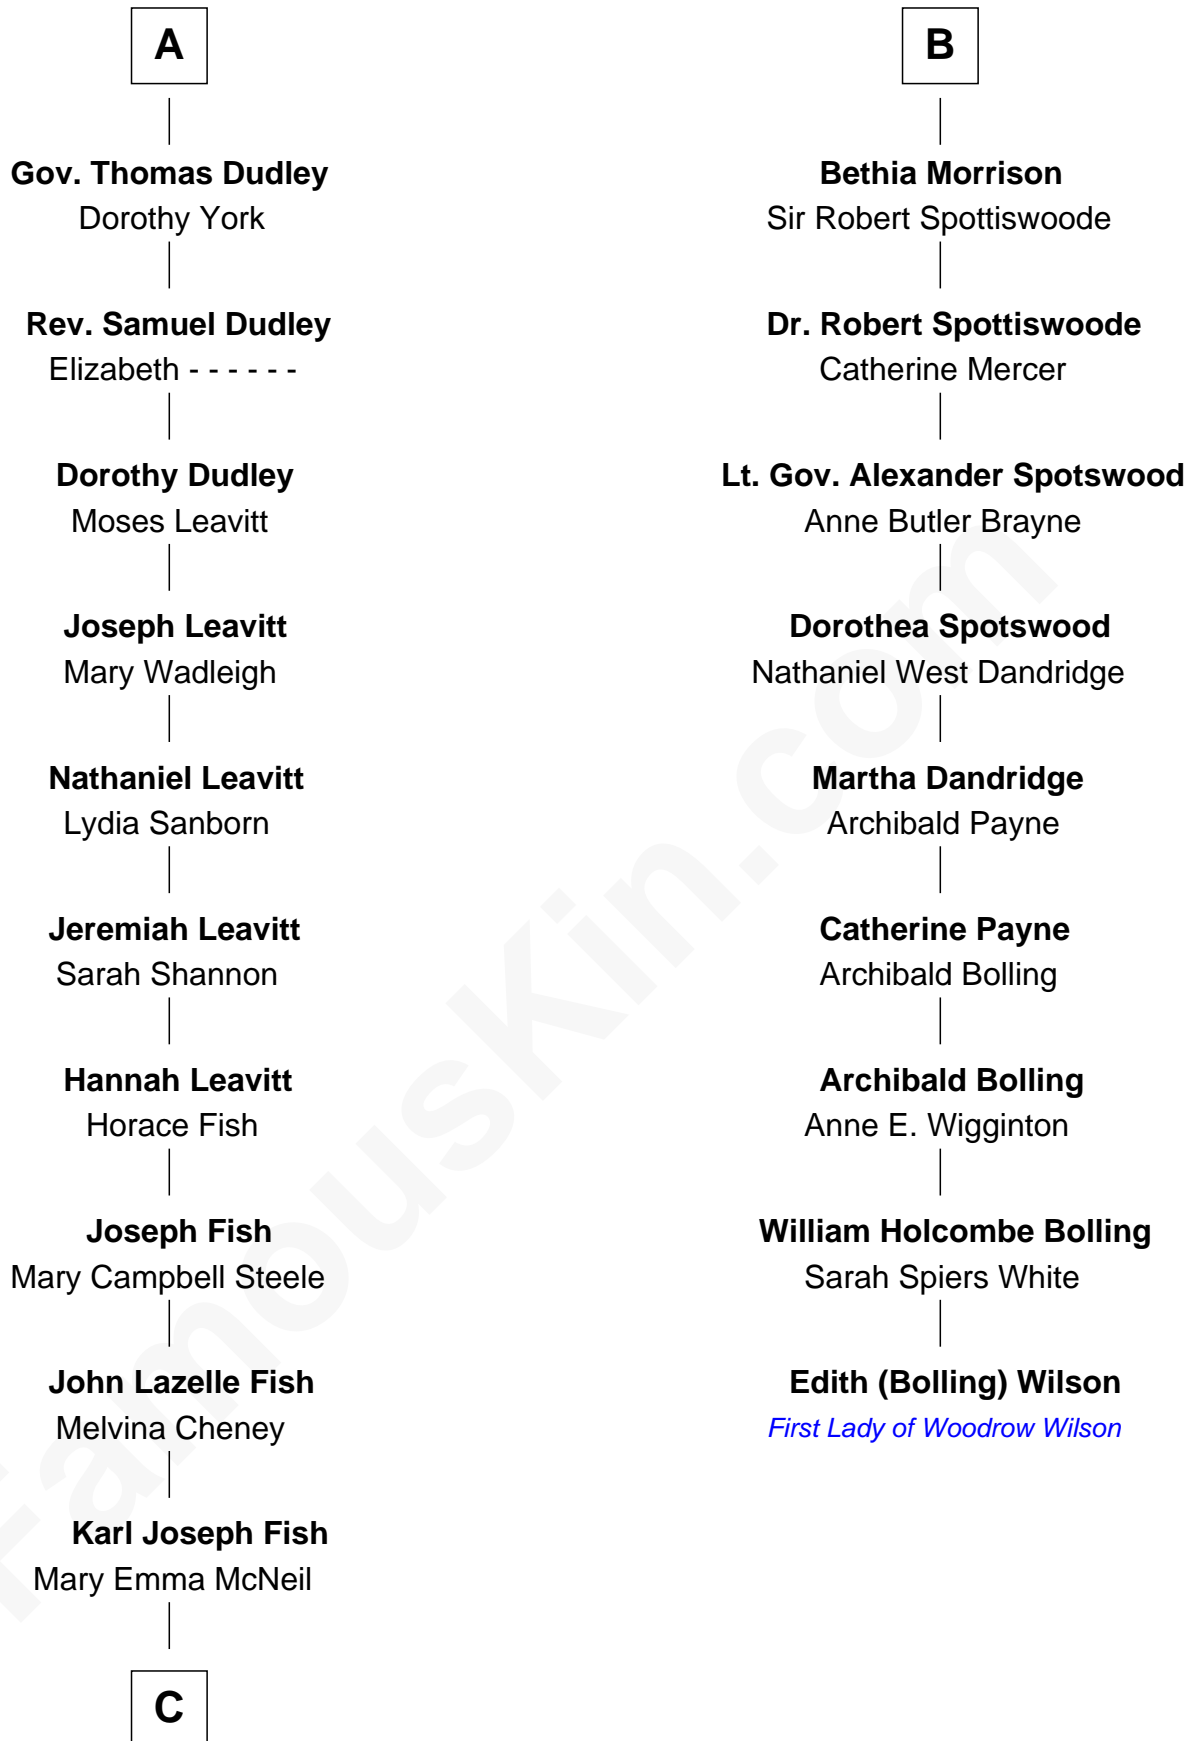 A
Gov. Thomas Dudley
Dorothy York
Rev. Samuel Dudley
Elizabeth - - - - - -
Dorothy Dudley
Moses Leavitt
Joseph Leavitt
Mary Wadleigh
Nathaniel Leavitt
Lydia Sanborn
Jeremiah Leavitt
Sarah Shannon
Hannah Leavitt
Horace Fish
Joseph Fish
Mary Campbell Steele
John Lazelle Fish
Melvina Cheney
Karl Joseph Fish
Mary Emma McNeil
C
B
Bethia Morrison
Sir Robert Spottiswoode
Dr. Robert Spottiswoode
Catherine Mercer
Lt. Gov. Alexander Spotswood
Anne Butler Brayne
Dorothea Spotswood
Nathaniel West Dandridge
Martha Dandridge
Archibald Payne
Catherine Payne
Archibald Bolling
Archibald Bolling
Anne E. Wigginton
William Holcombe Bolling
Sarah Spiers White
Edith (Bolling) Wilson
First Lady of Woodrow Wilson
FamousKin.com